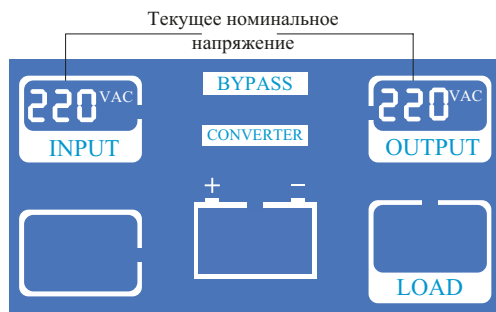 Текущее номинальное
напряжение
220 VAC
INPUT
BYPASS
CONVERTER
220 VAC
OUTPUT
+ −
LOAD